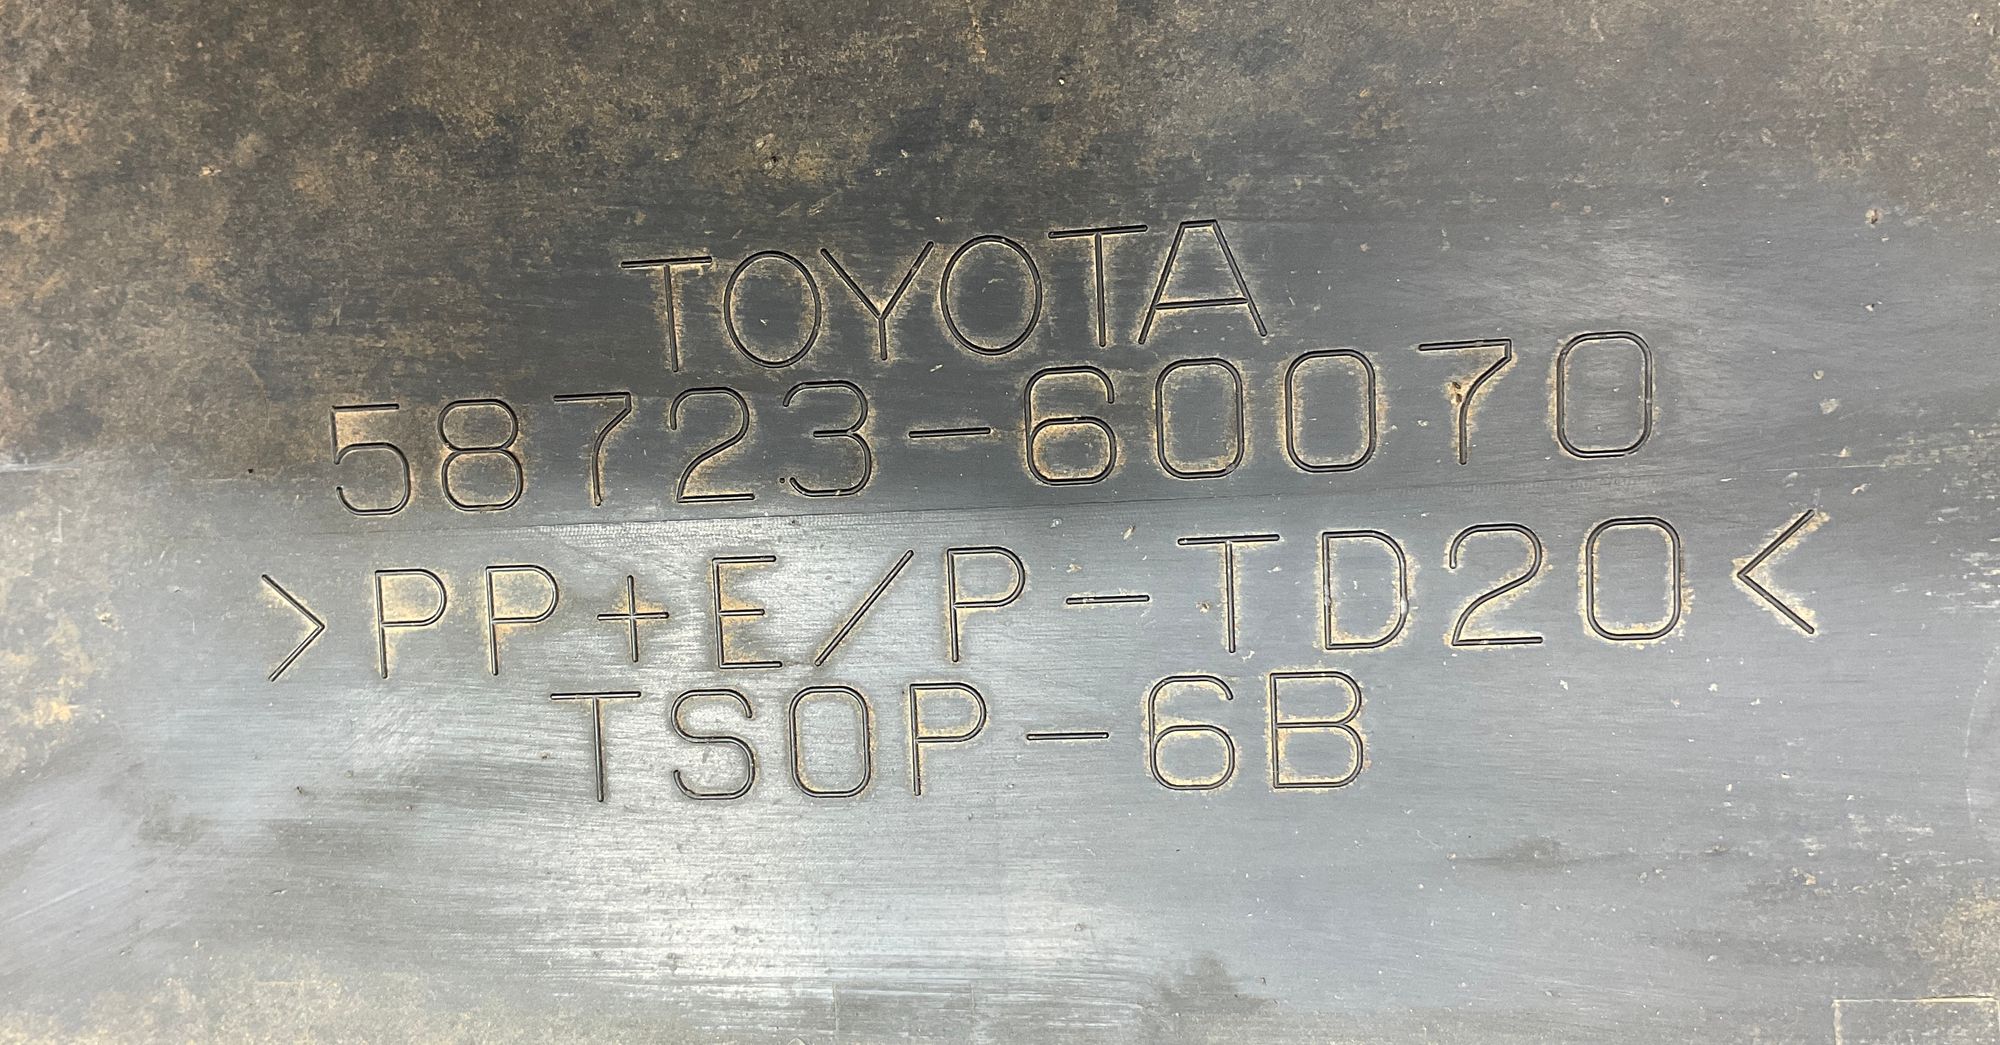 TOYOTA
58723-60070
>PP+E/P-TD20<
TSOP-6B